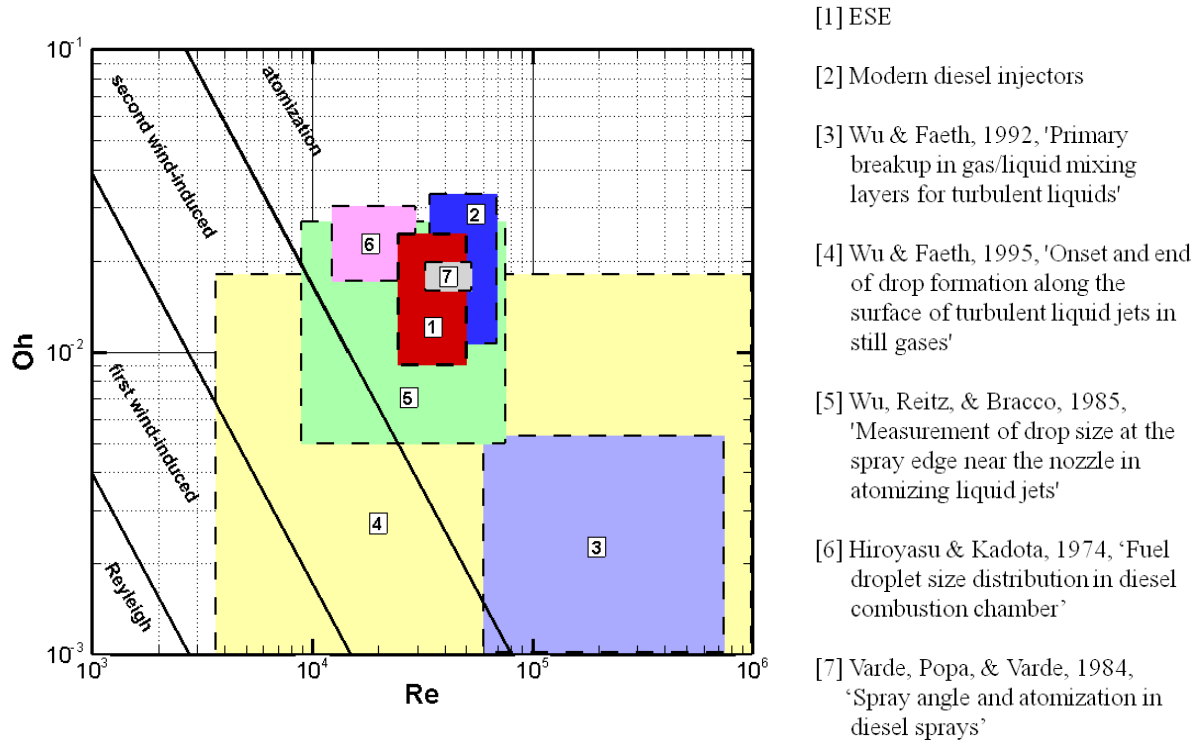 10-1
10-2
10-3
Oh
103
104
105
106
Re
atomization
second wind-induced
first wind-induced
Reyleigh
2
6
7
1
5
4
3
[1] ESE
[2] Modern diesel injectors
[3] Wu & Faeth, 1992, 'Primary
breakup in gas/liquid mixing
layers for turbulent liquids'
[4] Wu & Faeth, 1995, 'Onset and end
of drop formation along the
surface of turbulent liquid jets in
still gases'
[5] Wu, Reitz, & Bracco, 1985,
'Measurement of drop size at the
spray edge near the nozzle in
atomizing liquid jets'
[6] Hiroyasu & Kadota, 1974, ‘Fuel
droplet size distribution in diesel
combustion chamber’
[7] Varde, Popa, & Varde, 1984,
‘Spray angle and atomization in
diesel sprays’